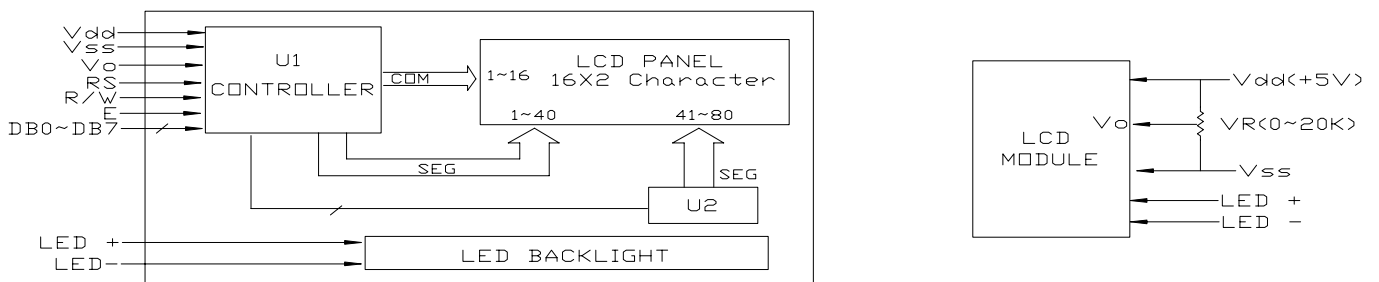 Vdd
Vss
Vo
RS
R/W
E
DB0~DB7
U1
CONTROLLER
COM
LCD PANEL
1~16
16X2 Character
1~40
41~80
SEG
SEG
U2
LED +
LED-
LED BACKLIGHT
LCD
MODULE
Vdd(+5V)
Vo
VR(0~20K)
Vss
LED +
LED -